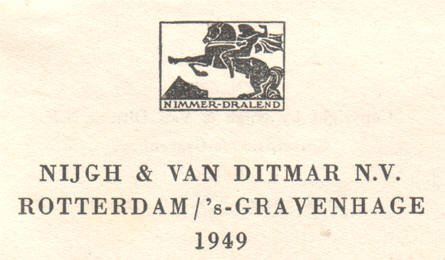 NIMMER-DRALEND
NIJGH & VAN DITMAR N.V.
ROTTERDAM/'s-GRAVENHAGE
1949